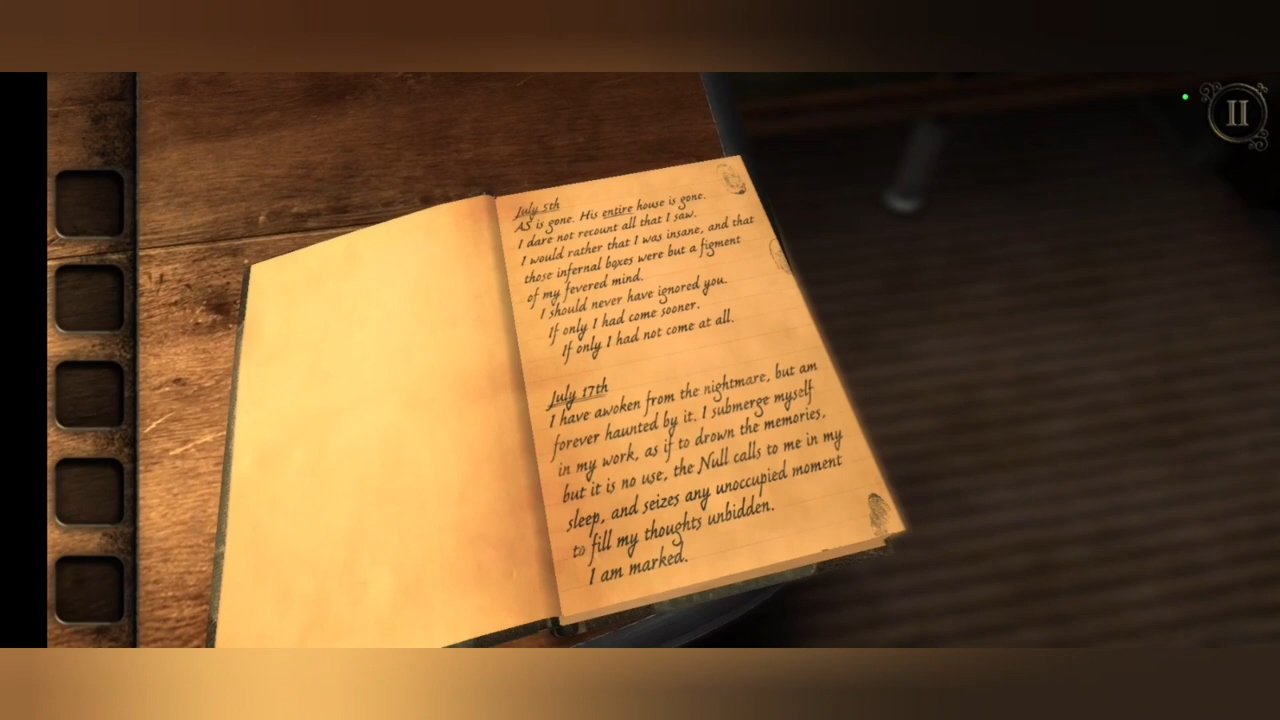 II
July 5th
AS is gone. His entire house is gone.
I dare not recount all that I saw.
I would rather that I was insane, and that
those infernal boxes were but a figment
of my fevered mind.
I should never have ignored you.
If only I had come sooner.
If only I had not come at all.
July 17th
I have awoken from the nightmare, but am
forever haunted by it. I submerge myself
in my work, as if to drown the memories,
but it is no use, the Null calls to me in my
sleep, and seizes any unoccupied moment
to fill my thoughts unbidden.
I am marked.